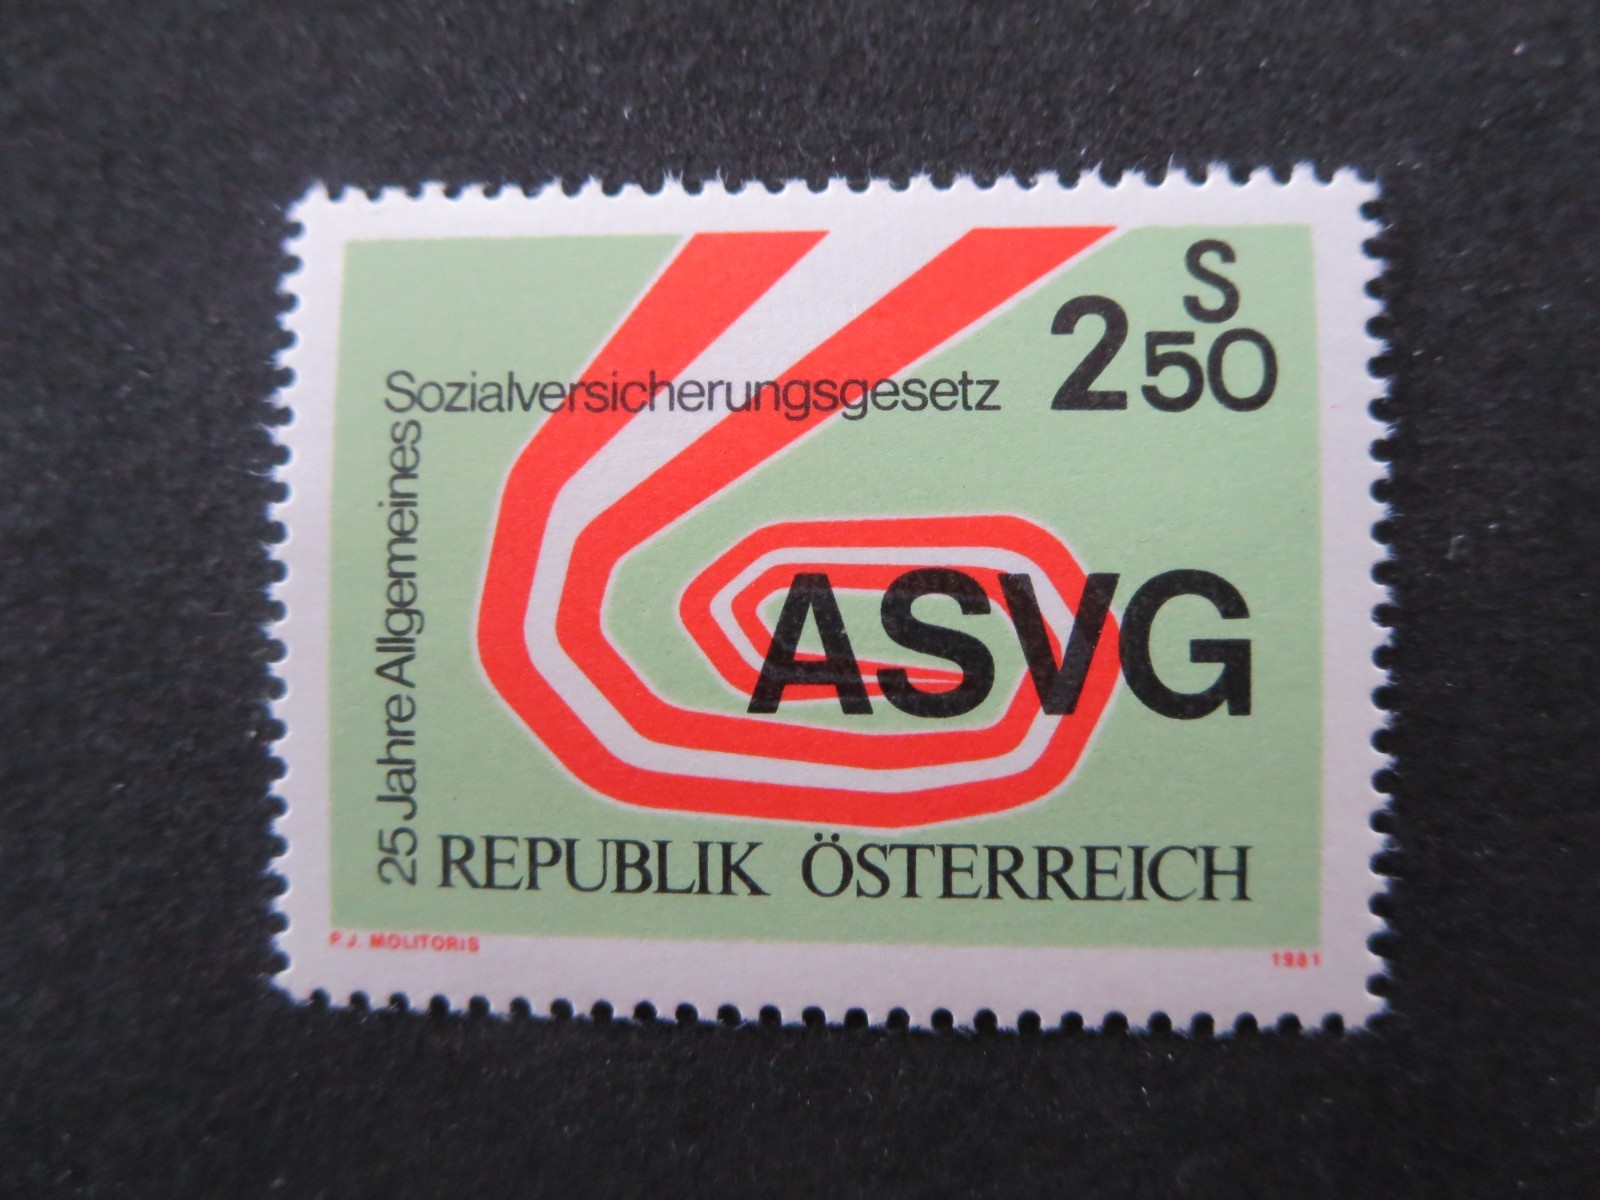 S
2 50
25 Jahre Allgemeines
Sozialversicherungsgesetz
ASVG
REPUBLIK ÖSTERREICH
P. J. MOLITORIS
1981